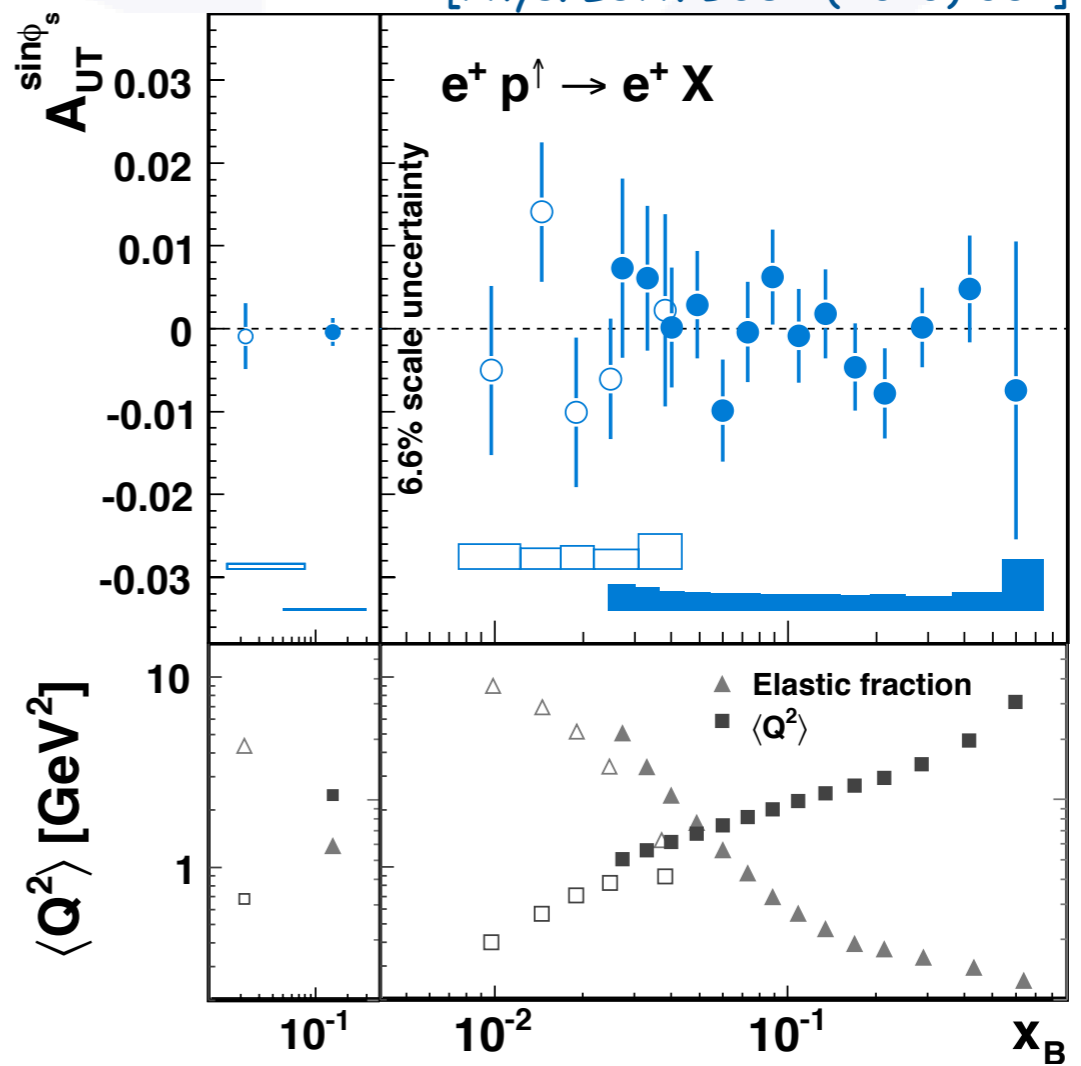 A_UT^sinϕ_s
0.03
0.02
0.01
0
-0.01
-0.02
-0.03
e⁺ p↑ → e⁺ X
6.6% scale uncertainty
⟨Q²⟩ [GeV²]
10
1
▲ Elastic fraction
■ ⟨Q²⟩
10⁻¹
10⁻²
10⁻¹
x_B